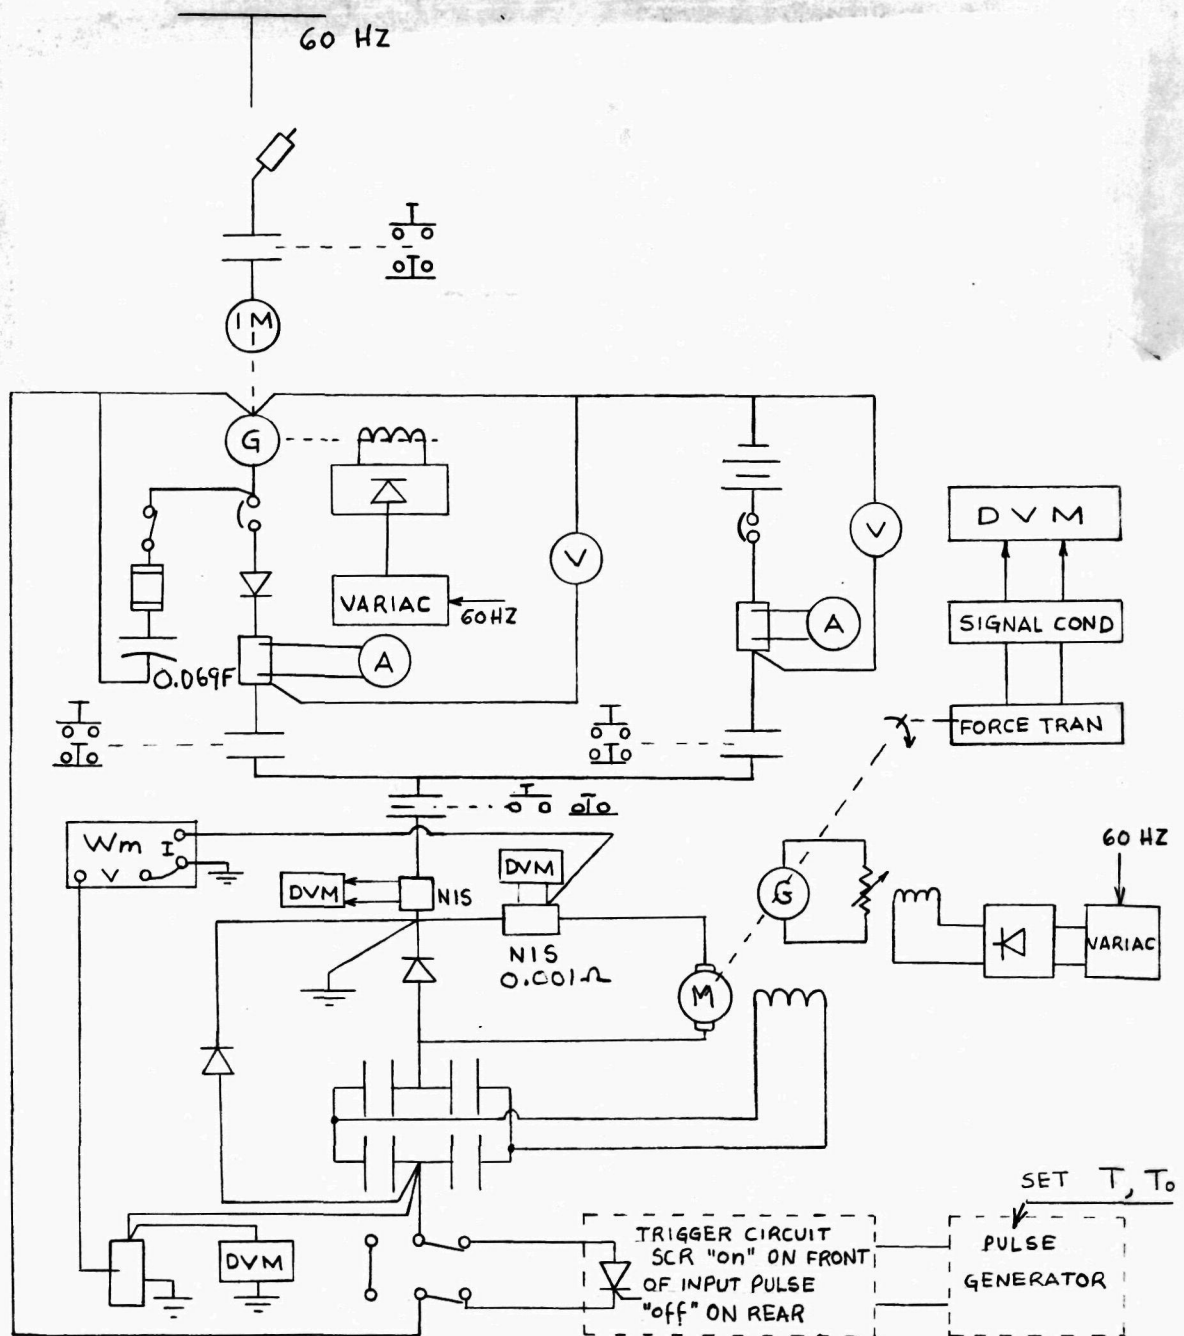 60 HZ
IM
G
V
V
DVM
VARIAC
60HZ
A
A
SIGNAL COND
0.069F
FORCE TRAN
Wm I
V
60 HZ
DVM
DVM
NIS
G
VARIAC
NIS
0.001Ω
M
SET T, To
TRIGGER CIRCUIT
SCR "on" ON FRONT
OF INPUT PULSE
"off" ON REAR
PULSE
GENERATOR
DVM